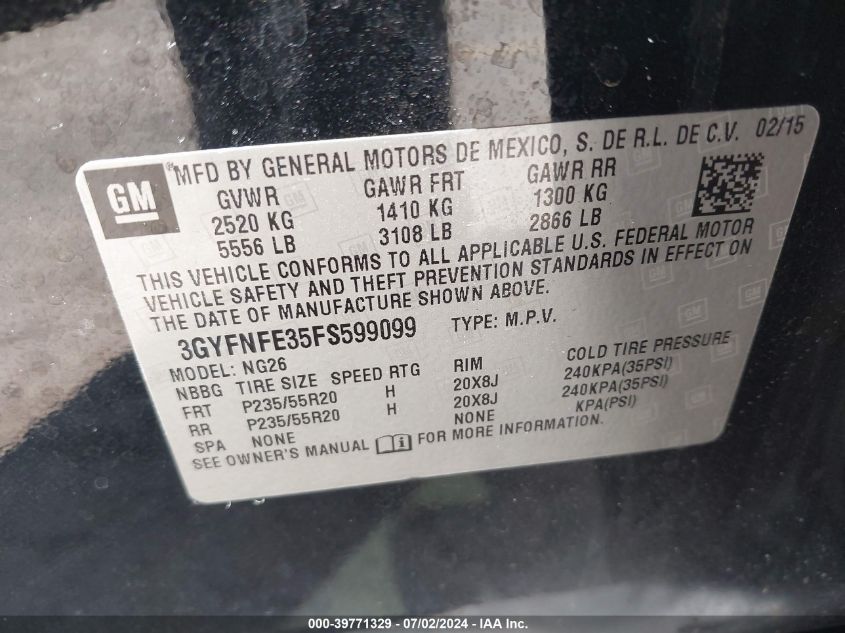 GM
MFD BY GENERAL MOTORS DE MEXICO, S. DE R.L. DE C.V. 02/15
GVWR GAWR FRT GAWR RR
2520 KG 1410 KG 1300 KG
5556 LB 3108 LB 2866 LB
THIS VEHICLE CONFORMS TO ALL APPLICABLE U.S. FEDERAL MOTOR
VEHICLE SAFETY AND THEFT PREVENTION STANDARDS IN EFFECT ON
THE DATE OF MANUFACTURE SHOWN ABOVE.
3GYFNFE35FS599099 TYPE: M.P.V.
MODEL: NG26
NBBG TIRE SIZE SPEED RTG RIM COLD TIRE PRESSURE
FRT P235/55R20 H 20X8J 240KPA(35PSI)
RR P235/55R20 H 20X8J 240KPA(35PSI)
SPA NONE NONE KPA(PSI)
SEE OWNER'S MANUAL i FOR MORE INFORMATION.
000-39771329 - 07/02/2024 - IAA Inc.